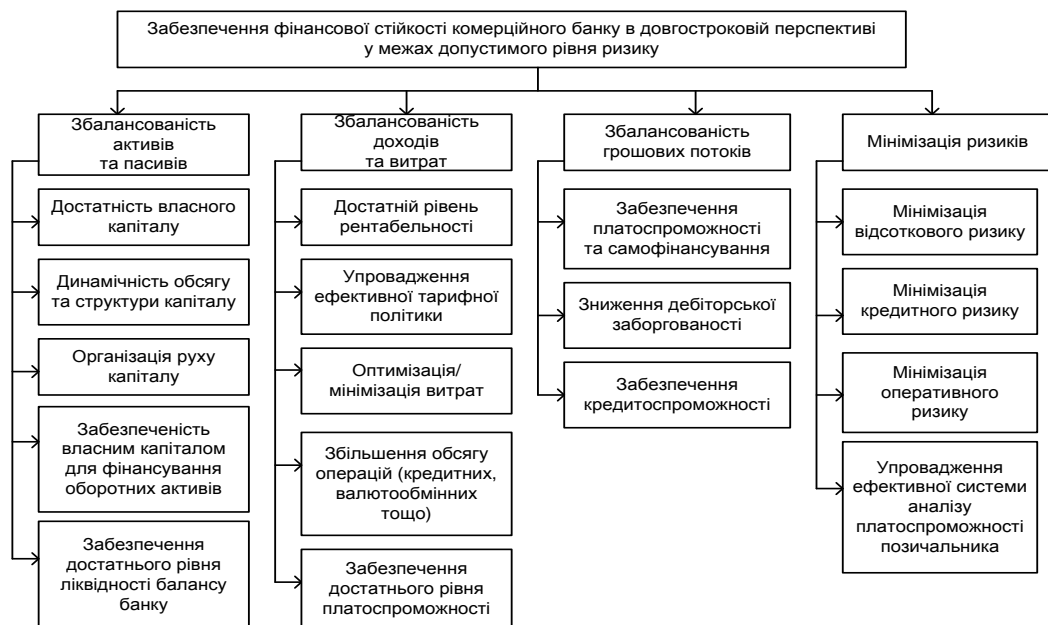 Забезпечення фінансової стійкості комерційного банку в довгостроковій перспективі
у межах допустимого рівня ризику
Збалансованість
активів
та пасивів
Достатність власного
капіталу
Динамічність обсягу
та структури капіталу
Організація руху
капіталу
Забезпеченість
власним капіталом
для фінансування
оборотних активів
Забезпечення
достатнього рівня
ліквідності балансу
банку
Збалансованість
доходів
та витрат
Достатній рівень
рентабельності
Упровадження
ефективної тарифної
політики
Оптимізація/
мінімізація витрат
Збільшення обсягу
операцій (кредитних,
валютообмінних
тощо)
Забезпечення
достатнього рівня
платоспроможності
Збалансованість
грошових потоків
Забезпечення
платоспроможності
та самофінансування
Зниження дебіторської
заборгованості
Забезпечення
кредитоспроможності
Мінімізація ризиків
Мінімізація
відсоткового ризику
Мінімізація
кредитного ризику
Мінімізація
оперативного
ризику
Упровадження
ефективної системи
аналізу
платоспроможності
позичальника